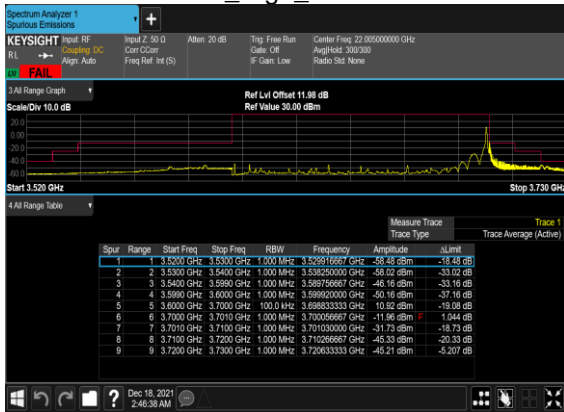 Spectrum Analyzer 1
Spurious Emissions
KEYSIGHT Input: RF Input Z: 50 Ω Atten: 20 dB Trig: Free Run Center Freq: 22.005000000 GHz
RL Coupling: DC Corr CCorr Gate: Off Avg|Hold: 300/300
Align: Auto Freq Ref: Int (S) IF Gain: Low Radio Std: None
FAIL
3 All Range Graph
Ref Lvl Offset 11.98 dB
Scale/Div 10.0 dB Ref Value 30.00 dBm
20.0
0.00
-20.0
-40.0
-60.0
Start 3.520 GHz Stop 3.730 GHz
4 All Range Table
Measure Trace Trace 1
Trace Type Trace Average (Active)
Spur Range Start Freq Stop Freq RBW Frequency Amplitude ΔLimit
1 1 3.5200 GHz 3.5300 GHz 1.000 MHz 3.529916667 GHz -58.48 dBm -18.48 dB
2 2 3.5300 GHz 3.5400 GHz 1.000 MHz 3.538250000 GHz -58.02 dBm -33.02 dB
3 3 3.5400 GHz 3.5990 GHz 1.000 MHz 3.589756667 GHz -46.16 dBm -33.16 dB
4 4 3.5990 GHz 3.6000 GHz 1.000 MHz 3.599920000 GHz -50.16 dBm -37.16 dB
5 5 3.6000 GHz 3.7000 GHz 100.0 kHz 3.698833333 GHz 10.92 dBm -19.08 dB
6 6 3.7000 GHz 3.7010 GHz 1.000 MHz 3.700056667 GHz -11.96 dBm F 1.044 dB
7 7 3.7010 GHz 3.7100 GHz 1.000 MHz 3.701030000 GHz -31.73 dBm -18.73 dB
8 8 3.7100 GHz 3.7200 GHz 1.000 MHz 3.710266667 GHz -45.33 dBm -20.33 dB
9 9 3.7200 GHz 3.7300 GHz 1.000 MHz 3.720633333 GHz -45.21 dBm -5.207 dB
Dec 18, 2021
2:46:38 AM